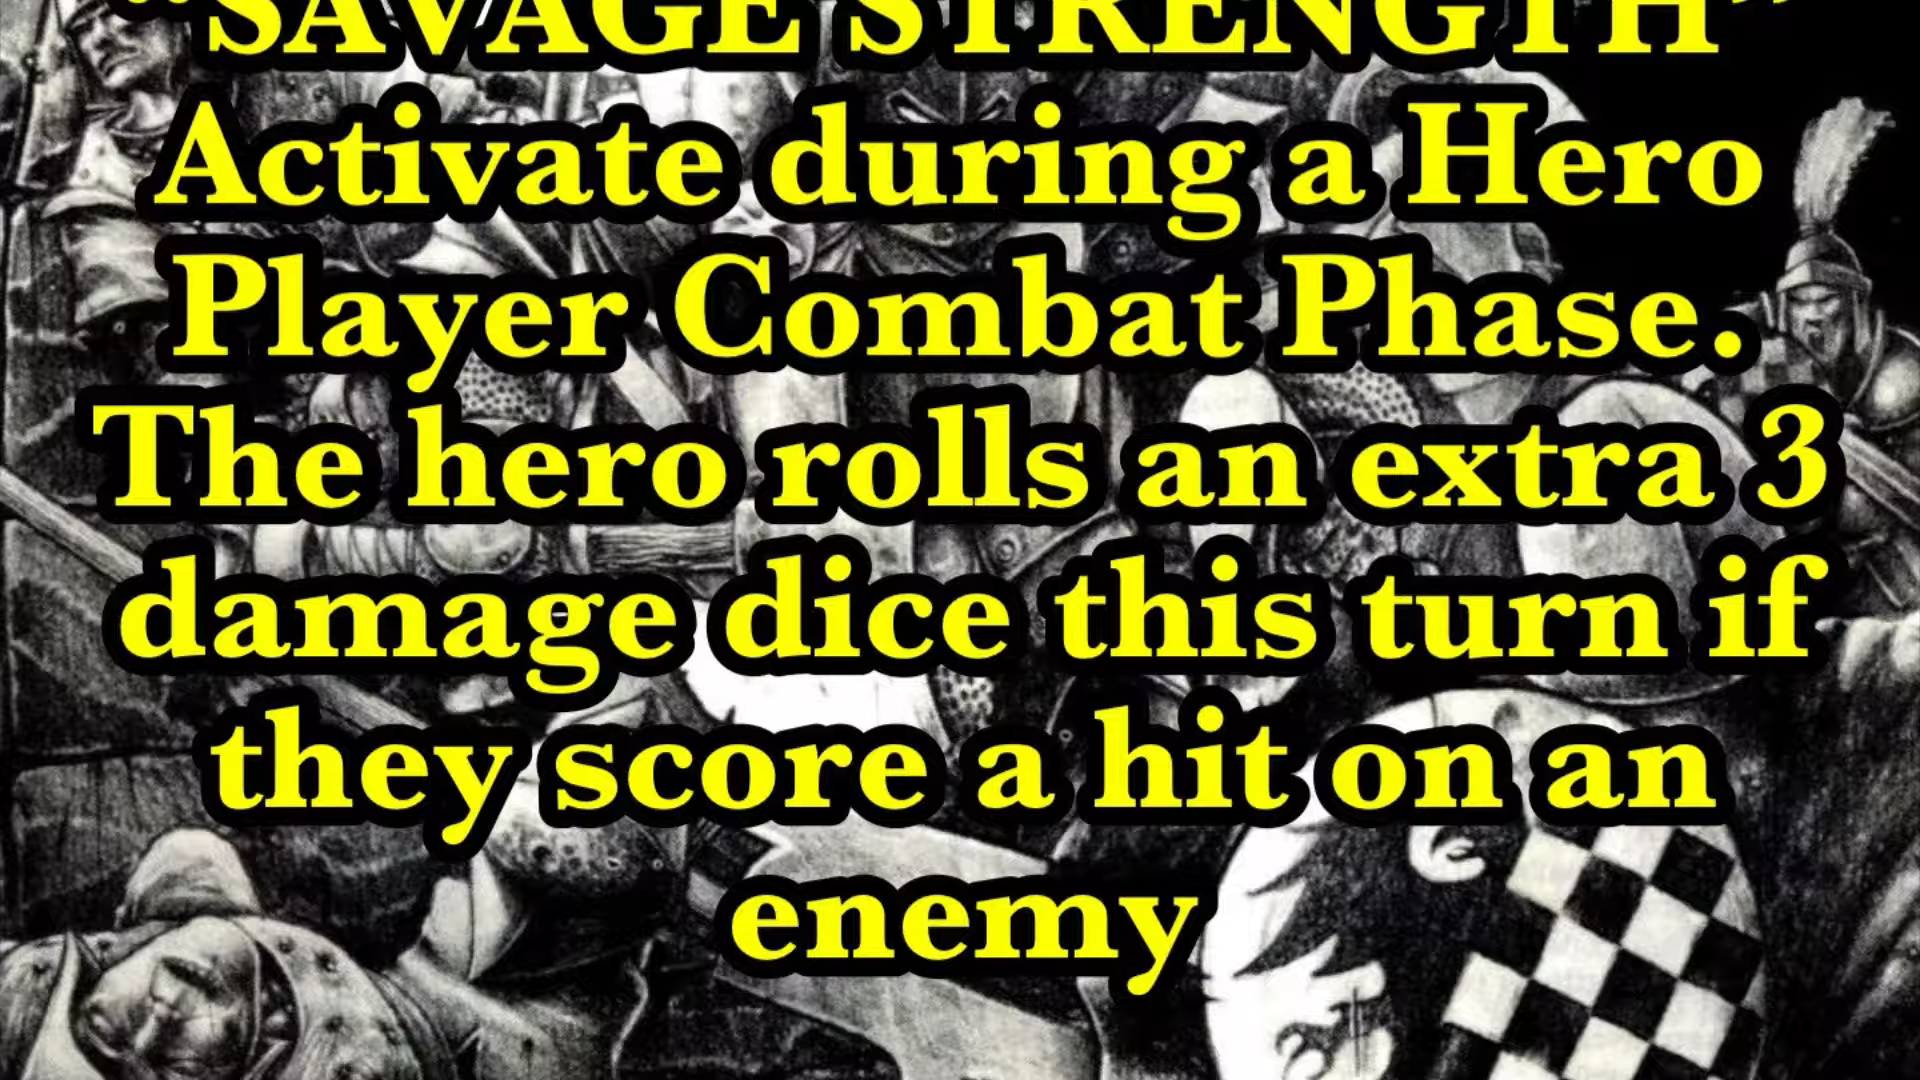 “SAVAGE STRENGTH”
Activate during a Hero
Player Combat Phase.
The hero rolls an extra 3
damage dice this turn if
they score a hit on an
enemy